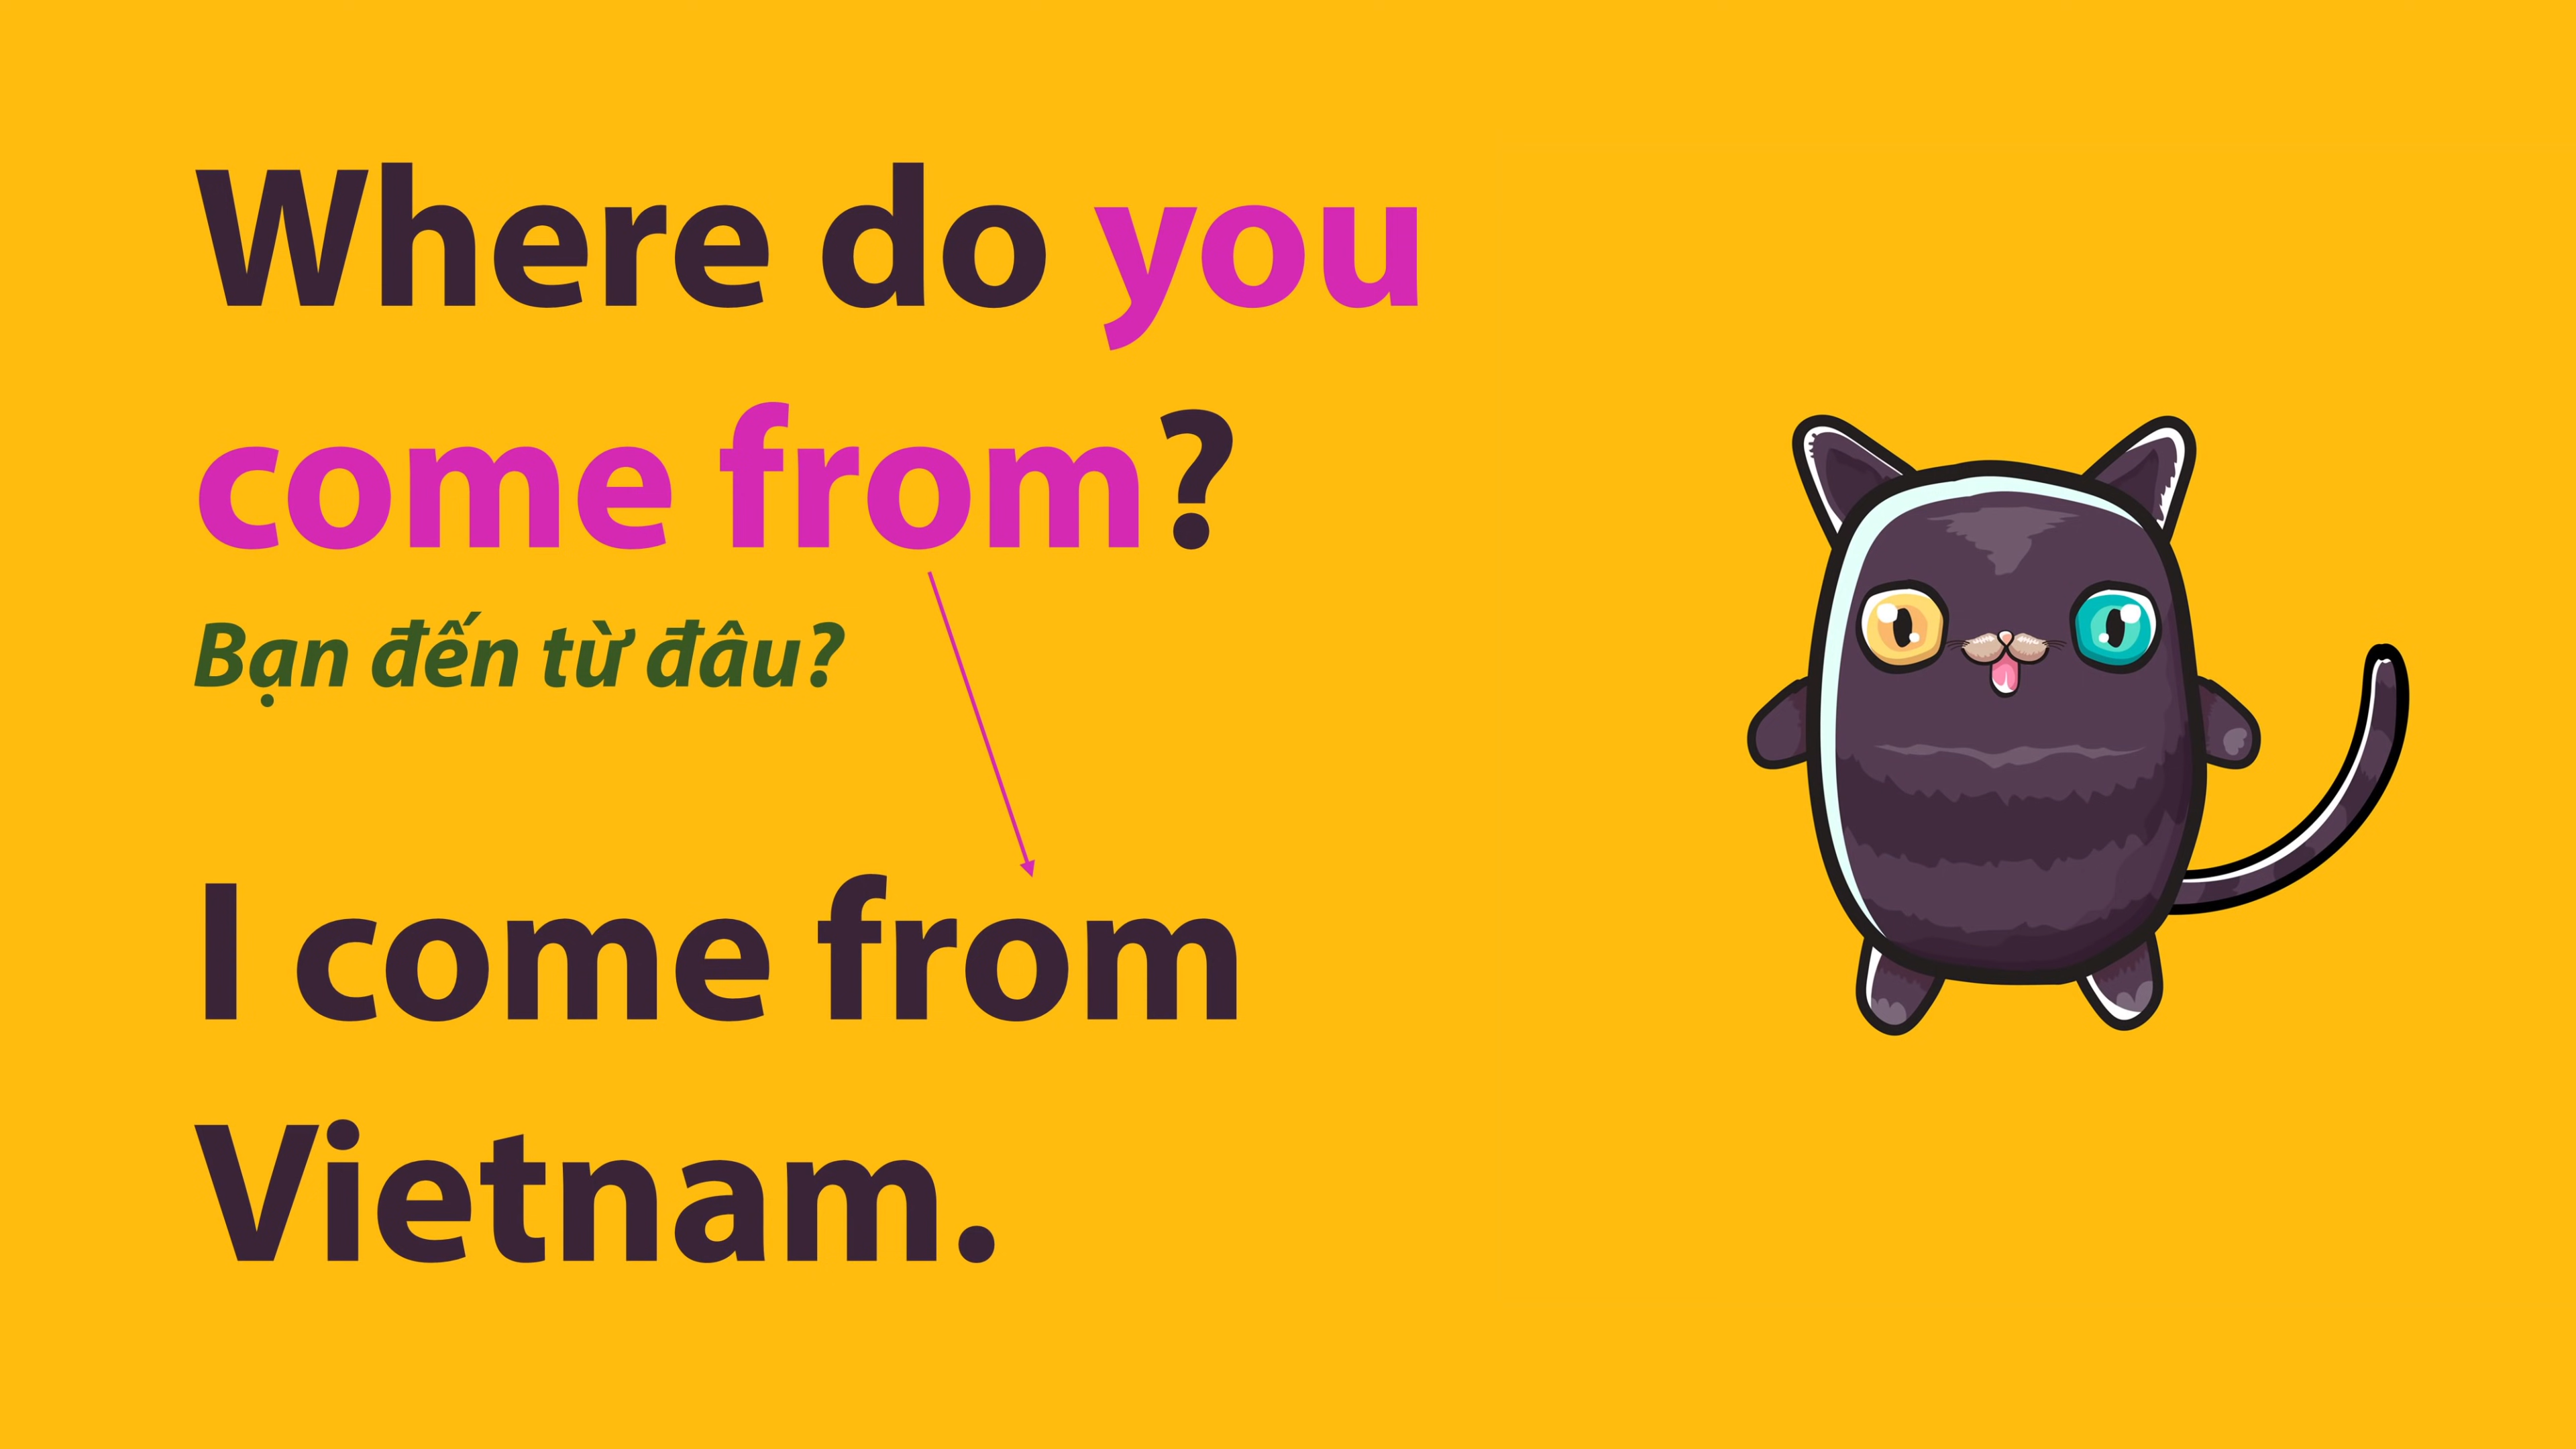 Where do you
come from?
Bạn đến từ đâu?
I come from
Vietnam.